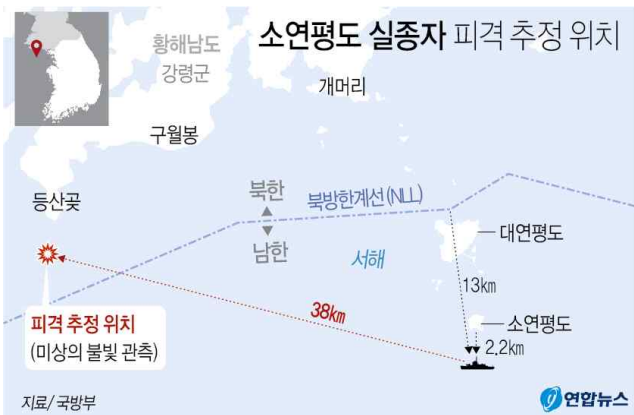 소연평도 실종자 피격 추정 위치
황해남도
강령군
개머리
구월봉
등산곶
북한
북방한계선(NLL)
남한
서해
대연평도
13㎞
38㎞
소연평도
2.2㎞
피격 추정 위치
(미상의 불빛 관측)
자료/ 국방부
연합뉴스